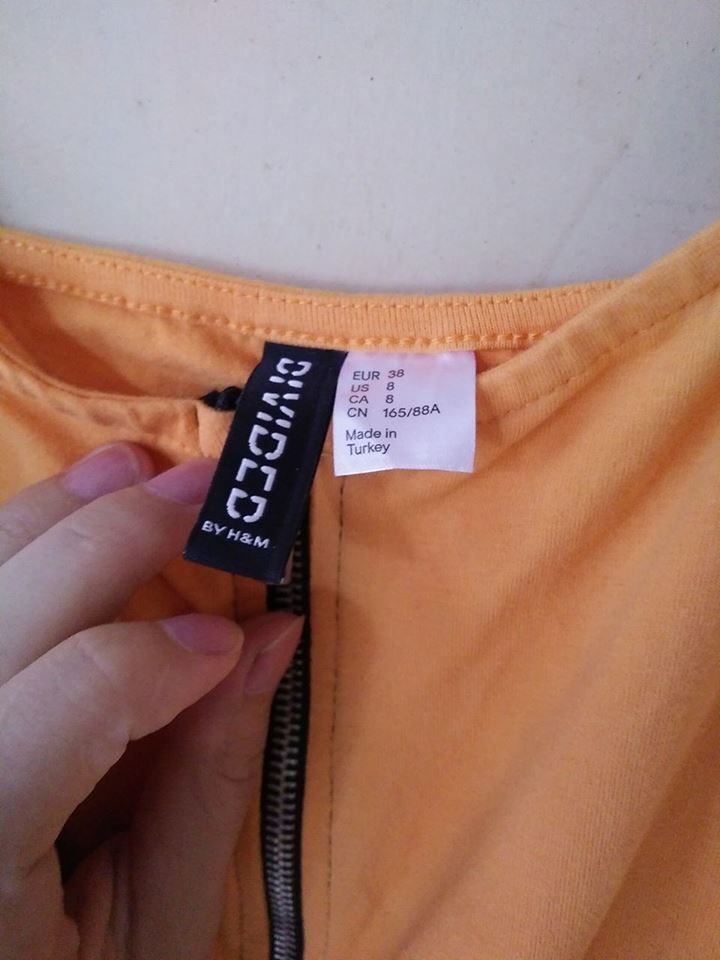 DIVIDED
BY H&M
EUR 38
US 8
CA 8
CN 165/88A
Made in
Turkey